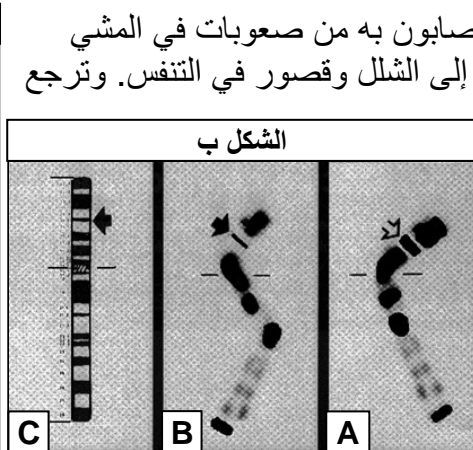 صابون به من صعوبات في المشي
إلى الشلل وقصور في التنفس. وترجع
الشكل ب
A
B
C